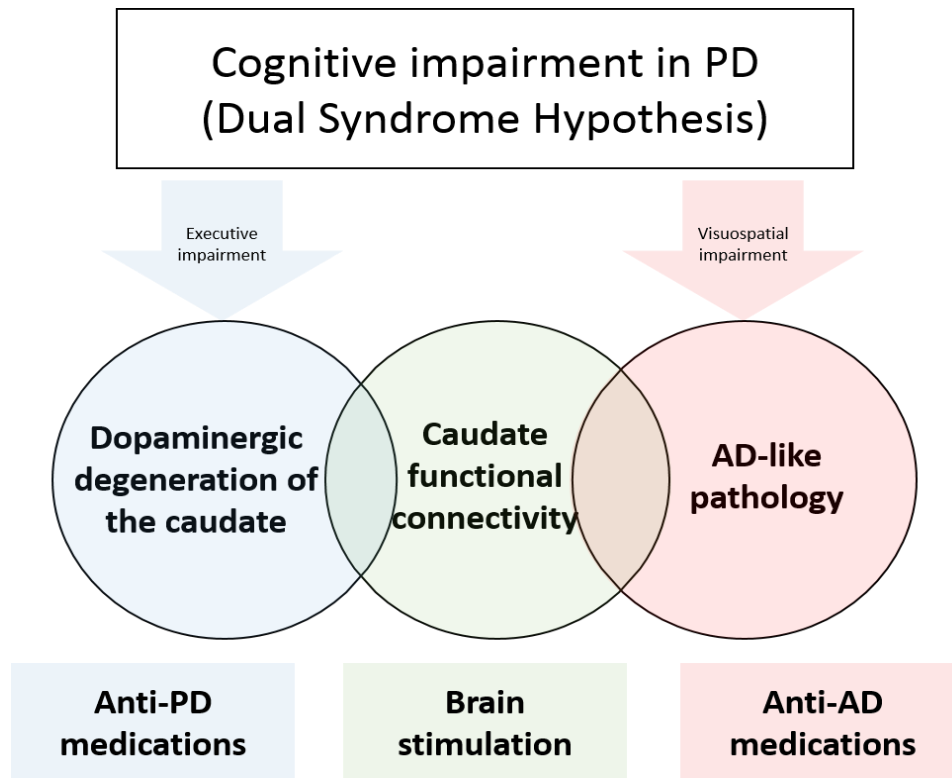 Cognitive impairment in PD
(Dual Syndrome Hypothesis)
Executive
impairment
Visuospatial
impairment
Dopaminergic
degeneration of
the caudate
Caudate
functional
connectivity
AD-like
pathology
Anti-PD
medications
Brain
stimulation
Anti-AD
medications